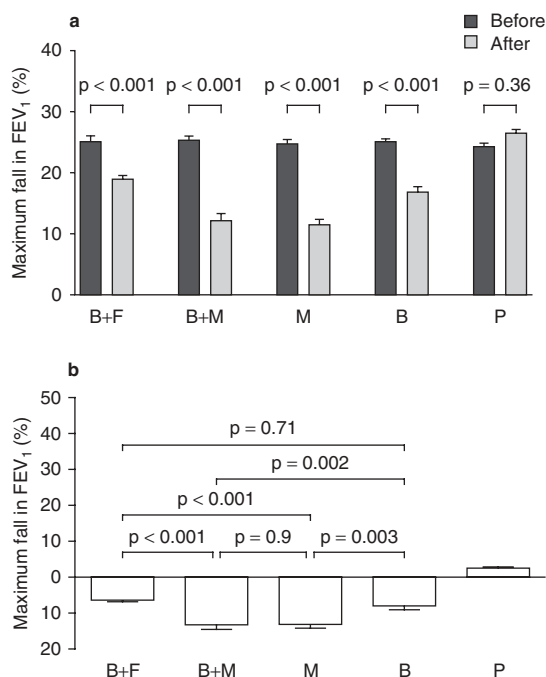 a
Before
After
Maximum fall in FEV1 (%)
40
30
20
10
0
p < 0.001
p < 0.001
p < 0.001
p < 0.001
p = 0.36
B+F
B+M
M
B
P
b
Maximum fall in FEV1 (%)
50
40
30
20
10
0
10
20
p = 0.71
p = 0.002
p < 0.001
p < 0.001
p = 0.9
p = 0.003
B+F
B+M
M
B
P